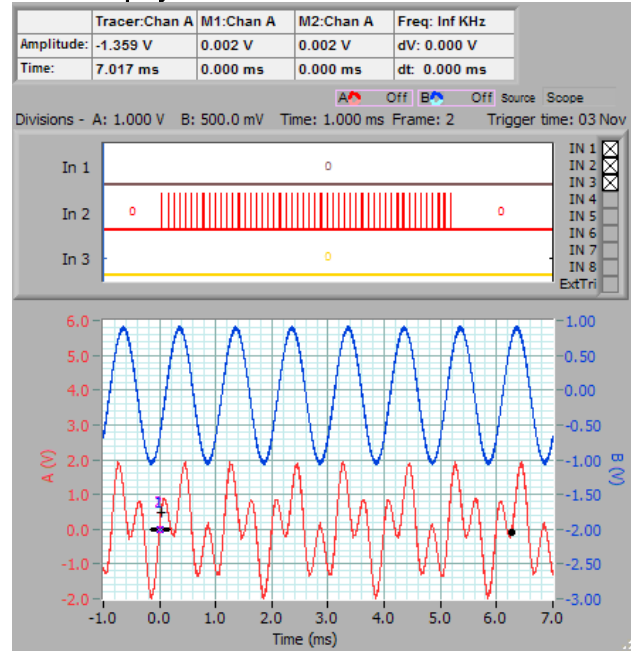 Tracer:Chan A M1:Chan A M2:Chan A Freq: Inf KHz
Amplitude: -1.359 V 0.002 V 0.002 V dV: 0.000 V
Time: 7.017 ms 0.000 ms 0.000 ms dt: 0.000 ms
A Off B Off Source Scope
Divisions - A: 1.000 V B: 500.0 mV Time: 1.000 ms Frame: 2 Trigger time: 03 Nov
In 1 0 IN 1
IN 2
IN 3
In 2 0 0 IN 4
IN 5
IN 6
In 3 0 IN 7
IN 8
ExtTri
6.0 1.00
5.0 0.50
4.0 0.00
3.0 -0.50
2.0 -1.00
1.0 -1.50
0.0 -2.00
-1.0 -2.50
-2.0 -3.00
A (V)
B (V)
1
-1.0 0.0 1.0 2.0 3.0 4.0 5.0 6.0 7.0
Time (ms)